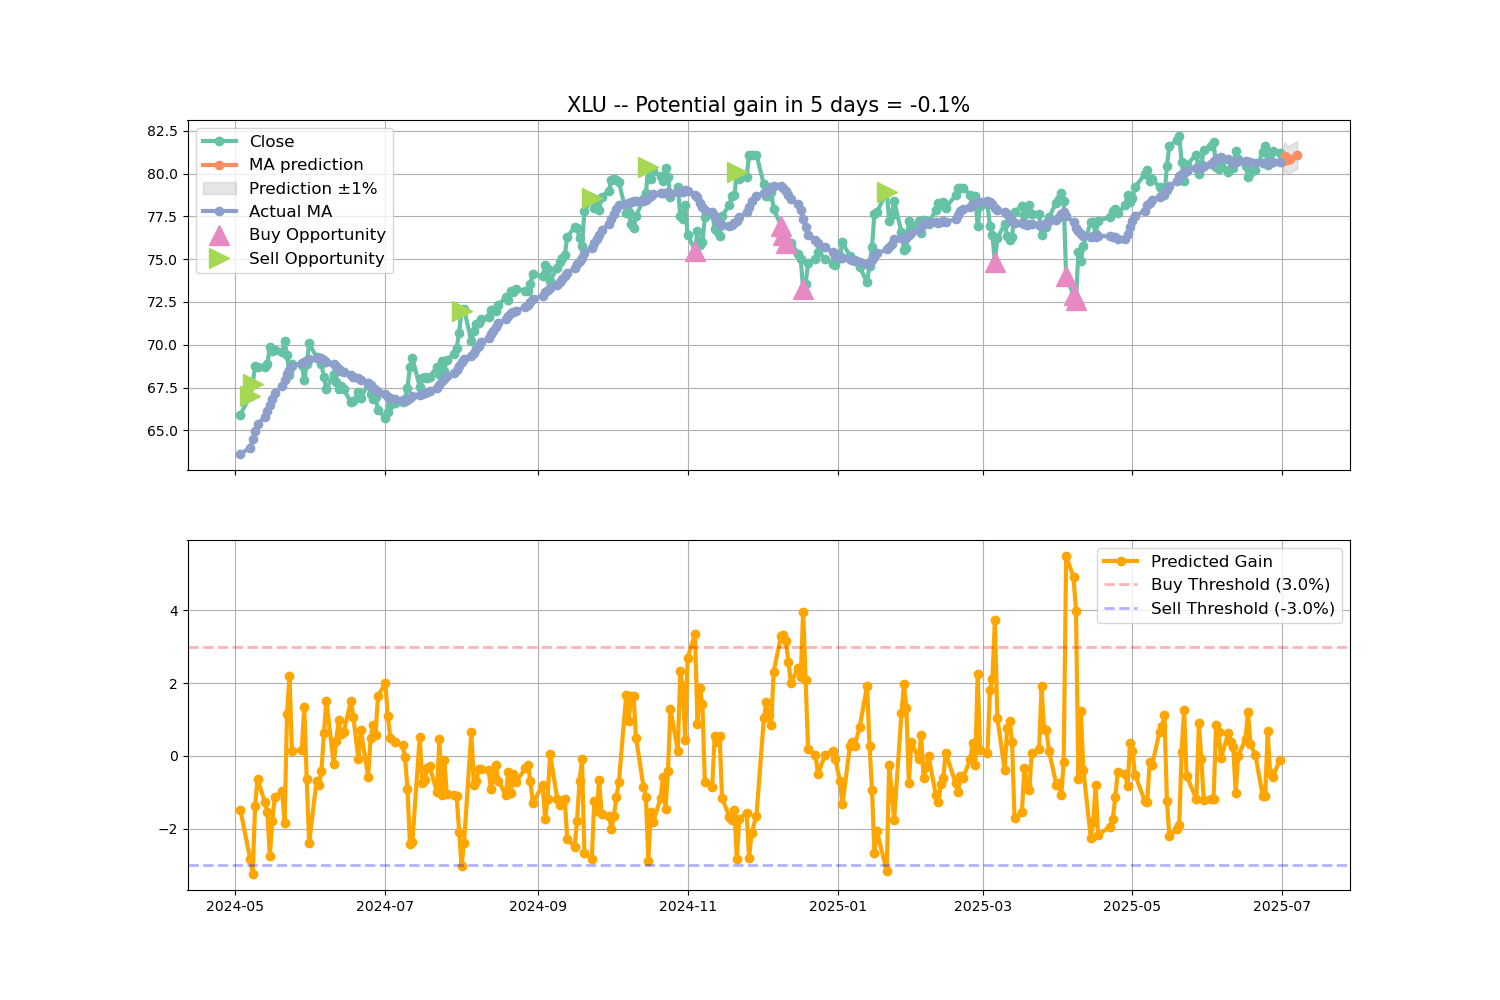 XLU -- Potential gain in 5 days = -0.1%
82.5
80.0
77.5
75.0
72.5
70.0
67.5
65.0
Close
MA prediction
Prediction ±1%
Actual MA
Buy Opportunity
Sell Opportunity
4
2
0
−2
Predicted Gain
Buy Threshold (3.0%)
Sell Threshold (-3.0%)
2024-05 2024-07 2024-09 2024-11 2025-01 2025-03 2025-05 2025-07